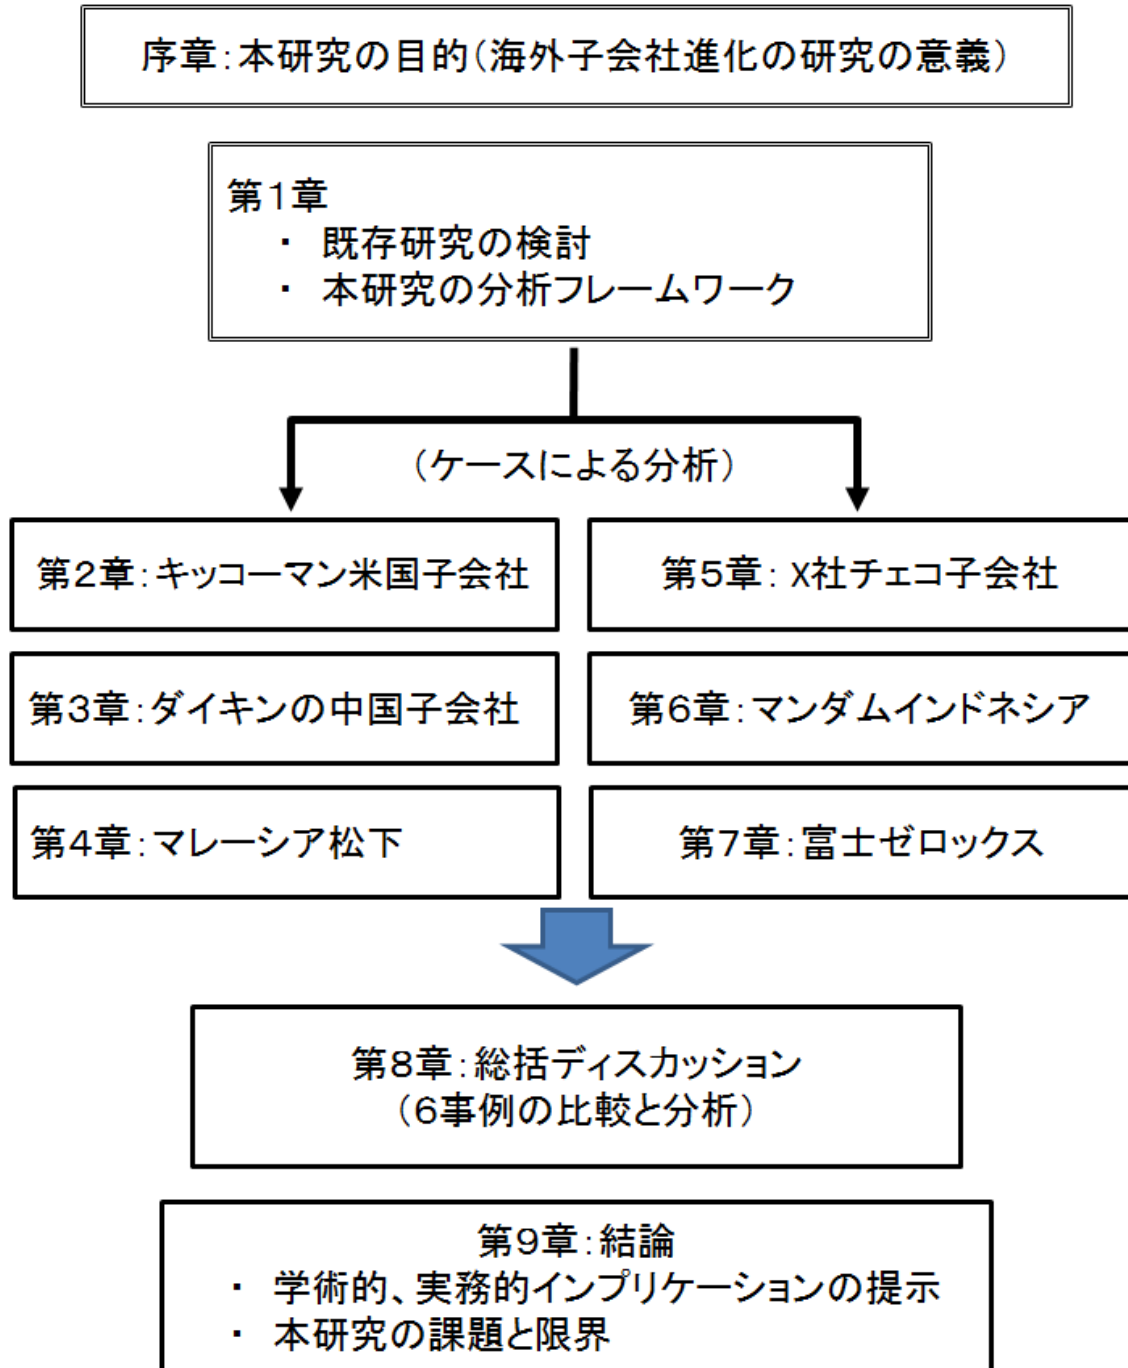 序章：本研究の目的（海外子会社進化の研究の意義）
第１章
・ 既存研究の検討
・ 本研究の分析フレームワーク
（ケースによる分析）
第２章：キッコーマン米国子会社
第５章： X社チェコ子会社
第３章：ダイキンの中国子会社
第６章：マンダムインドネシア
第４章：マレーシア松下
第７章：富士ゼロックス
第８章：総括ディスカッション
（６事例の比較と分析）
第９章：結論
・ 学術的、実務的インプリケーションの提示
・ 本研究の課題と限界